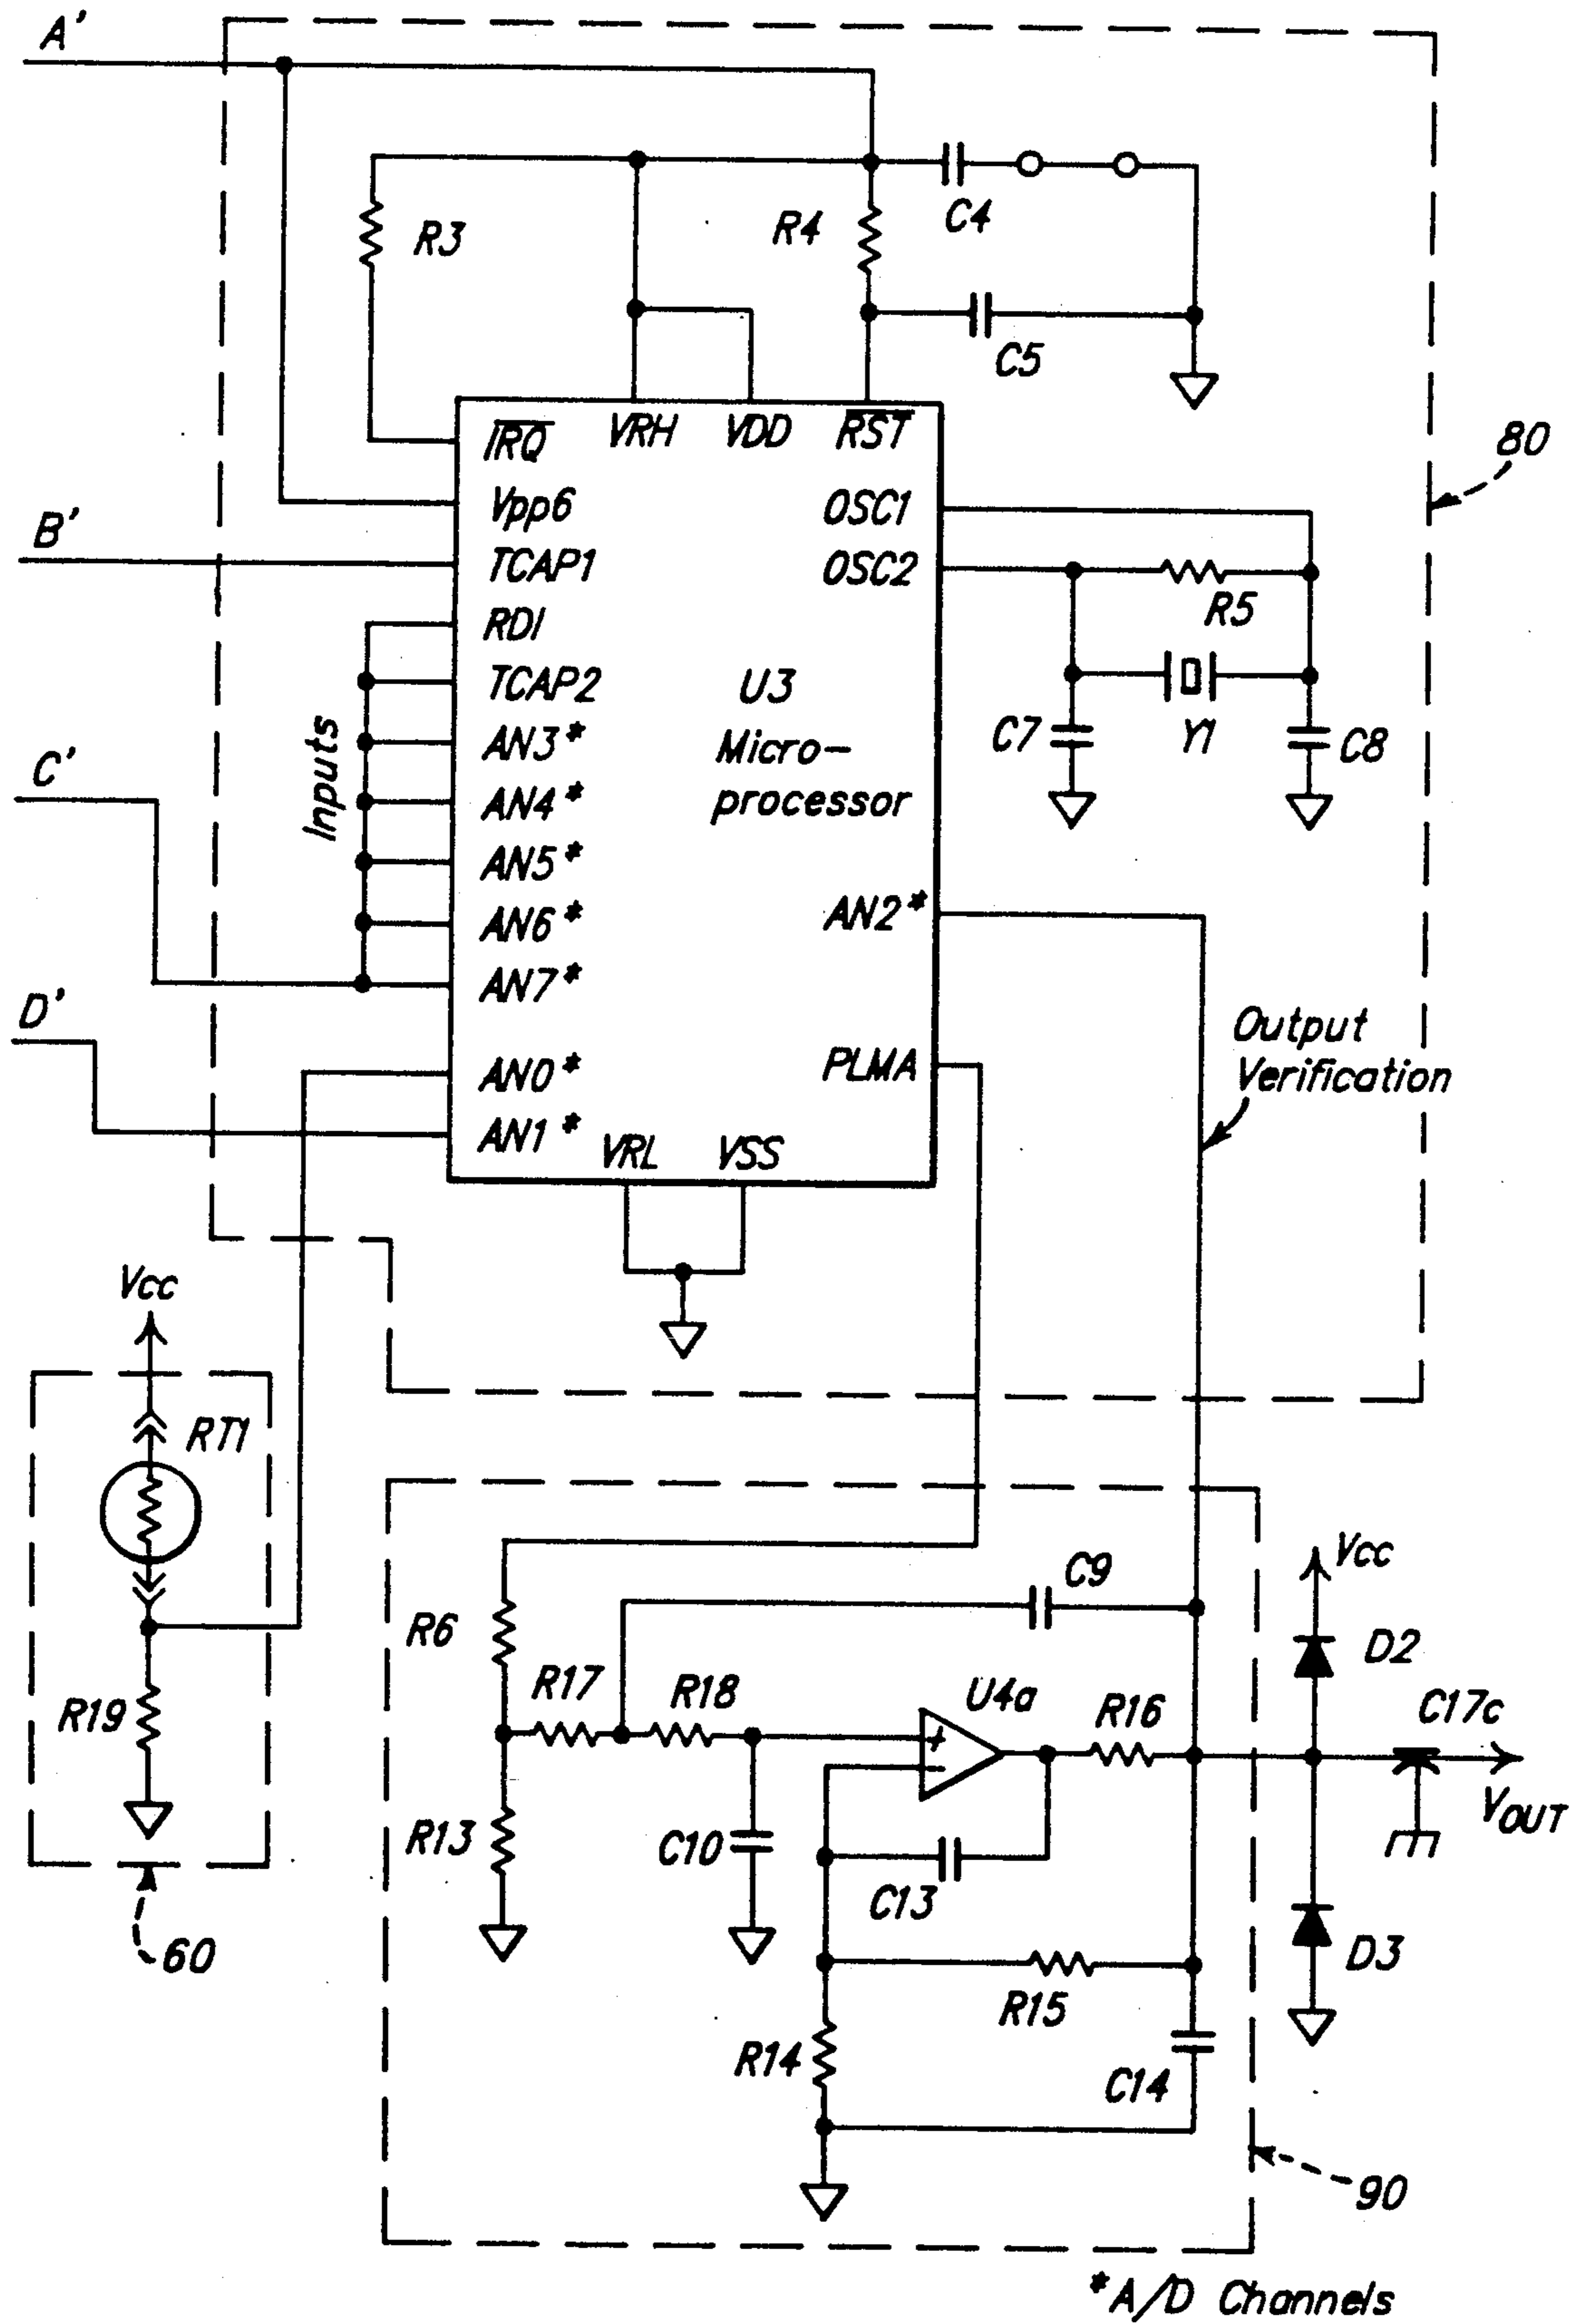 A'
R3
R4
C4
C5
IRQ
VRH
VDD
RST
80
Vpp6
OSC1
B'
TCAP1
OSC2
RDI
R5
TCAP2
U3
C'
Inputs
AN3*
Micro-
C7
Y1
C8
AN4*
processor
AN5*
AN6*
AN2*
AN7*
D'
Output
Verification
AN0*
PLMA
AN1*
VRL
VSS
Vcc
RT1
C9
Vcc
R6
D2
R17
R18
U4a
R16
C17c
R19
VOUT
R13
C10
C13
60
D3
R15
R14
C14
90
*A/D Channels